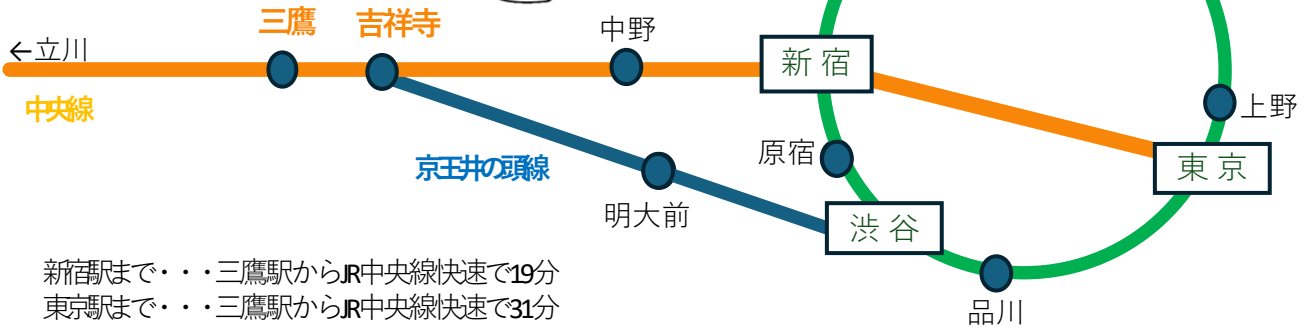 ←立川
三鷹
吉祥寺
中野
新宿
中央線
上野
原宿
東京
京王井の頭線
明大前
渋谷
品川
新宿駅まで・・・三鷹駅からJR中央線快速で19分
東京駅まで・・・三鷹駅からJR中央線快速で31分